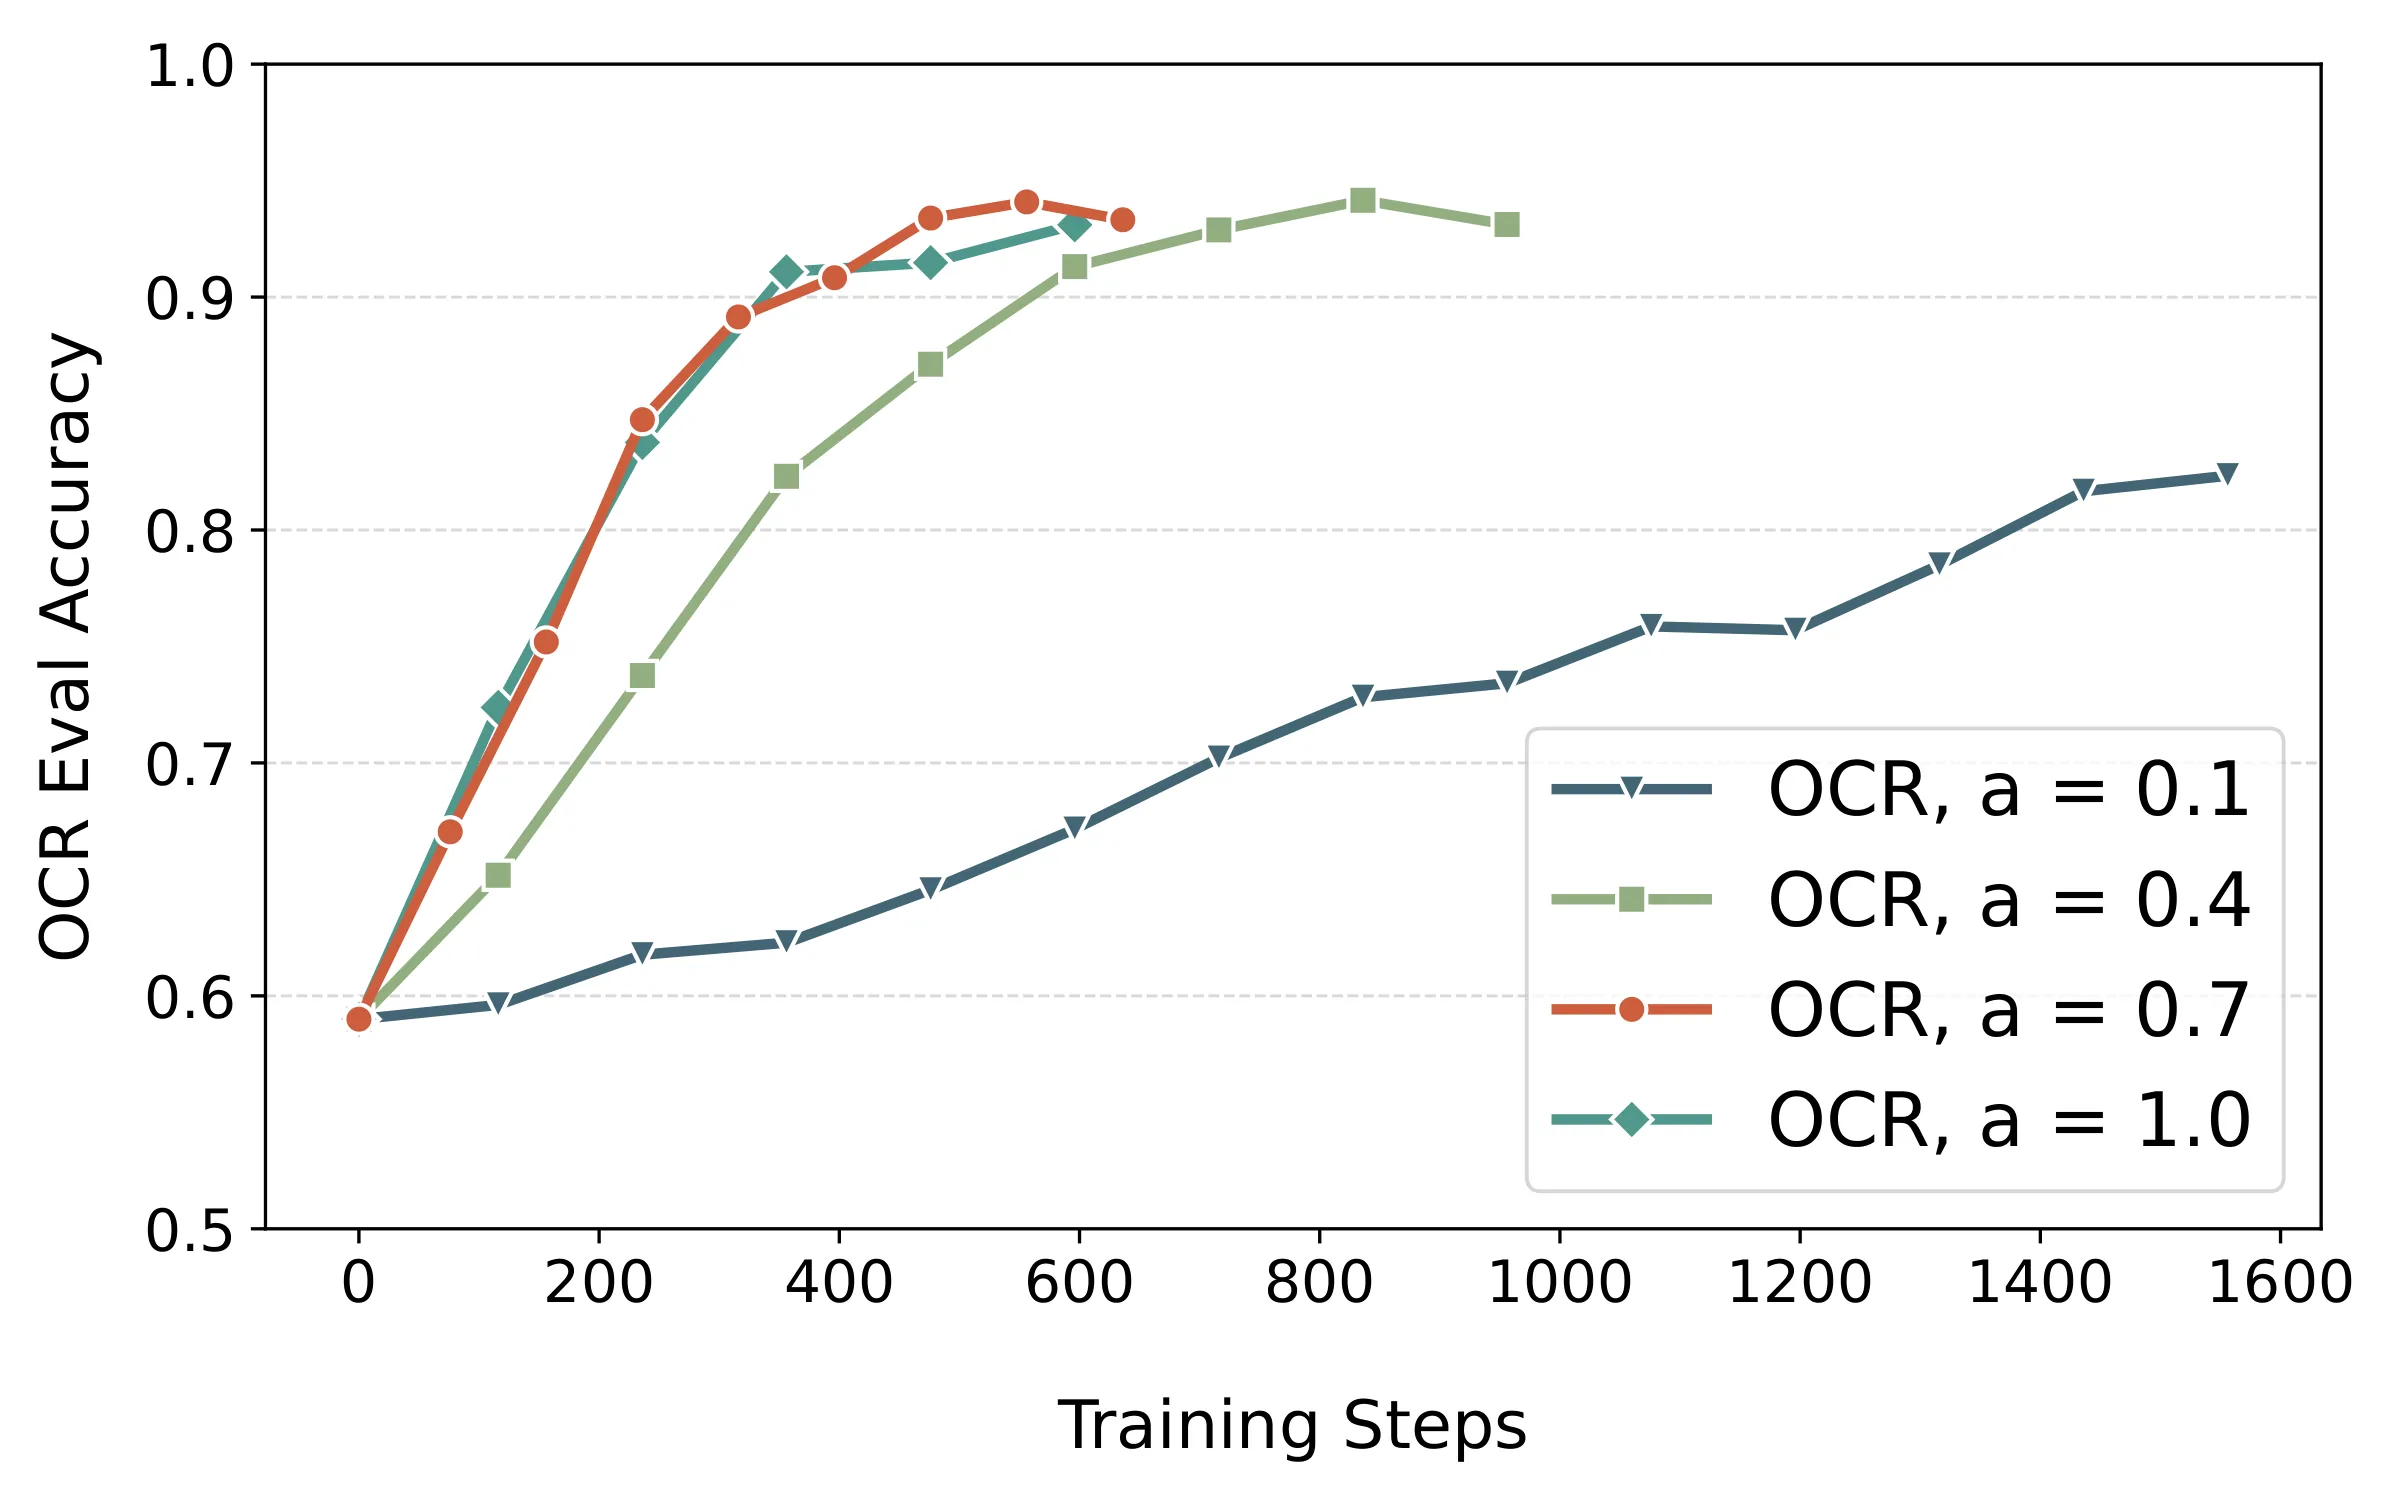 1.0
0.9
0.8
0.7
0.6
0.5
OCR Eval Accuracy
OCR, a = 0.1
OCR, a = 0.4
OCR, a = 0.7
OCR, a = 1.0
0 200 400 600 800 1000 1200 1400 1600
Training Steps